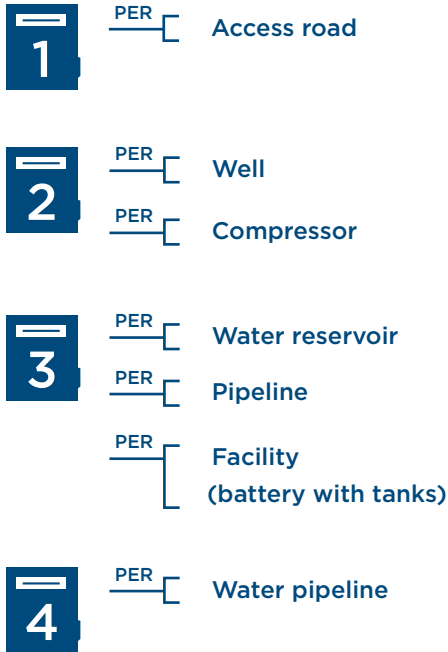 1
PER Access road
2
PER Well
PER Compressor
3
PER Water reservoir
PER Pipeline
PER Facility
(battery with tanks)
4
PER Water pipeline